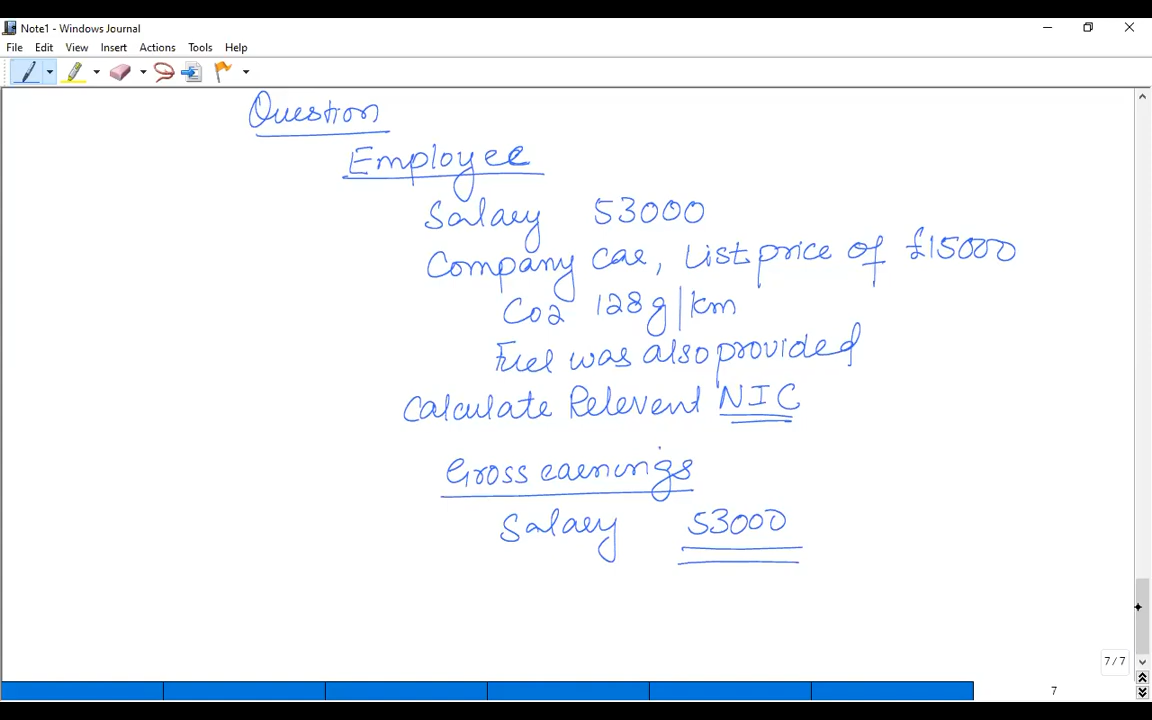 Note1 - Windows Journal
File Edit View Insert Actions Tools Help
Question
Employee
Salary 53000
Company car, List price of £15000
Co2 128g/km
Fuel was also provided
Calculate Relevent NIC
Gross earnings
Salary 53000
7/7
7